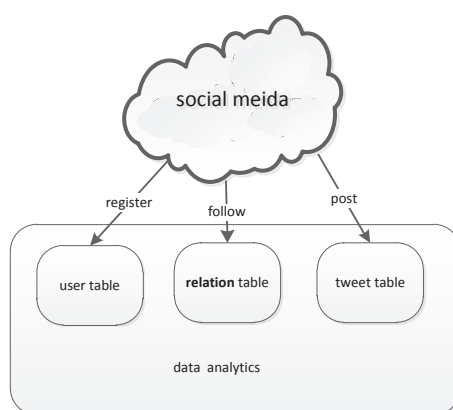 social meida
register
follow
post
user table
relation table
tweet table
data analytics